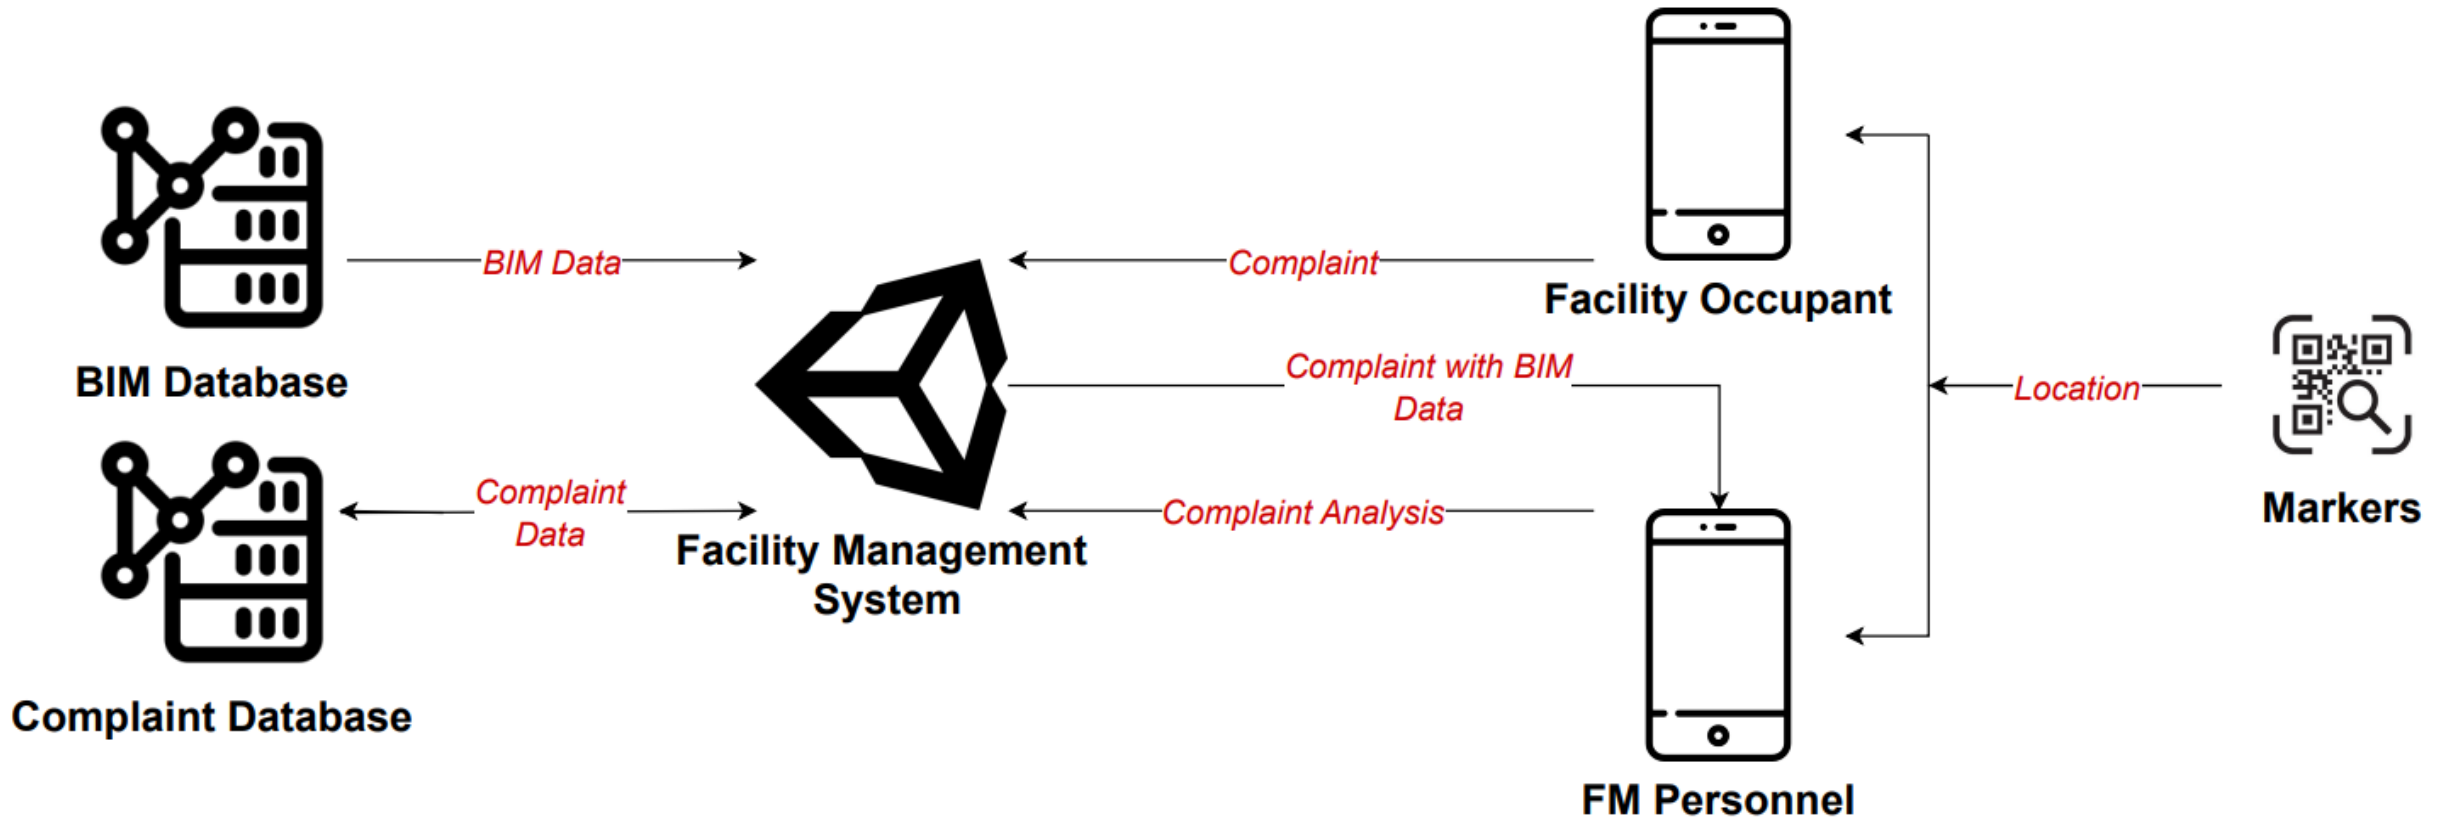 BIM Data
BIM Database
Complaint
Data
Complaint Database
Facility Management
System
Complaint
Facility Occupant
Complaint with BIM
Data
Complaint Analysis
FM Personnel
Location
Markers